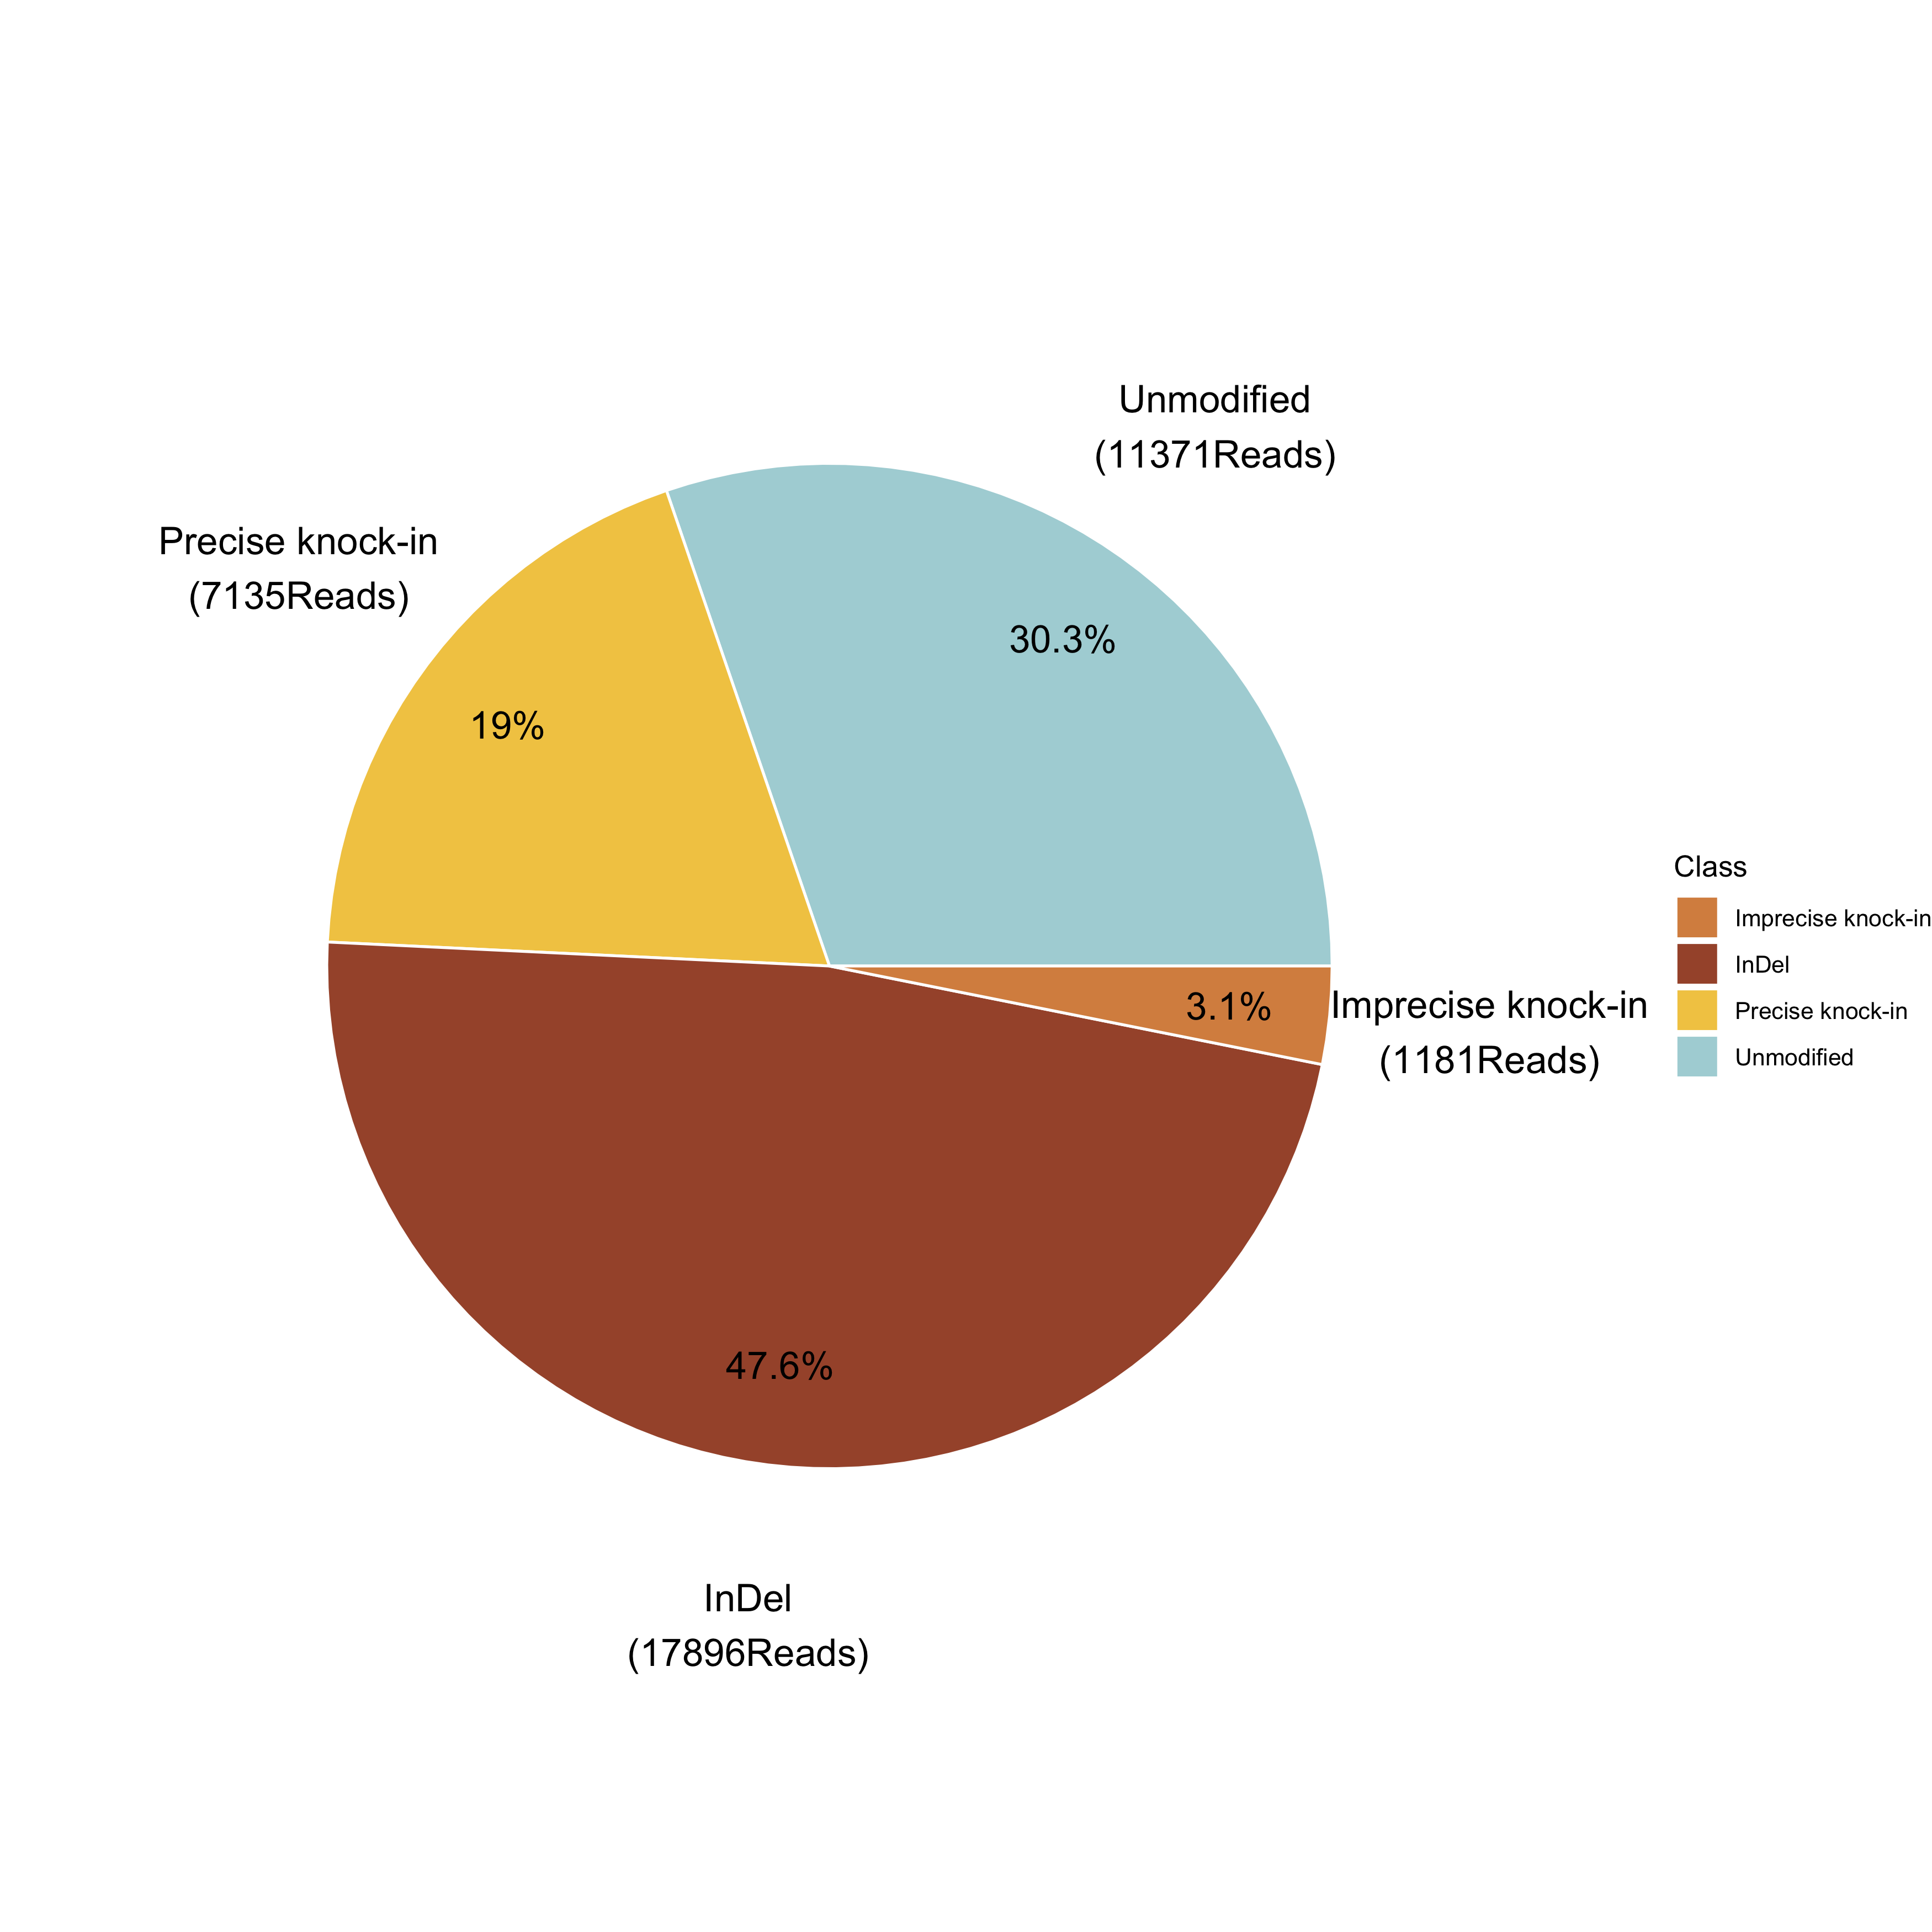 Unmodified
(11371Reads)
Precise knock-in
(7135Reads)
30.3%
19%
Class
Imprecise knock-in
InDel
Precise knock-in
Unmodified
3.1%
Imprecise knock-in
(1181Reads)
47.6%
InDel
(17896Reads)